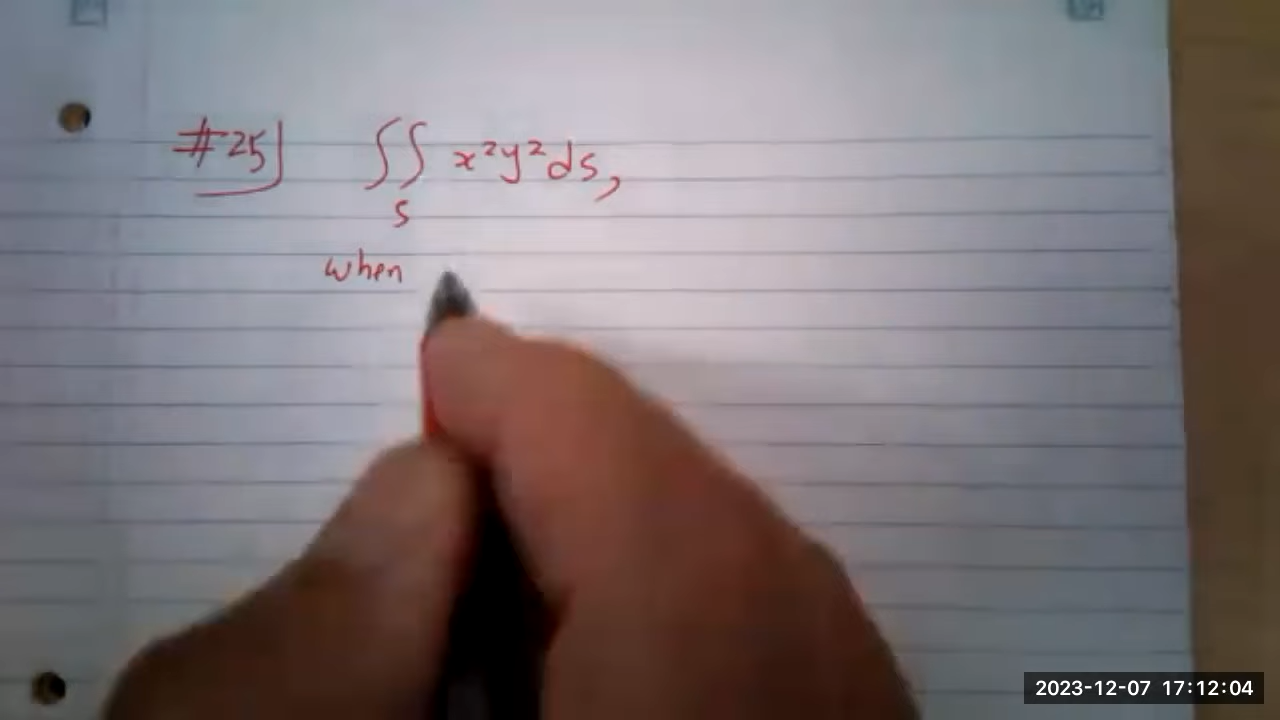 #25] ∬ x²y² ds,
S
when
2023-12-07 17:12:04